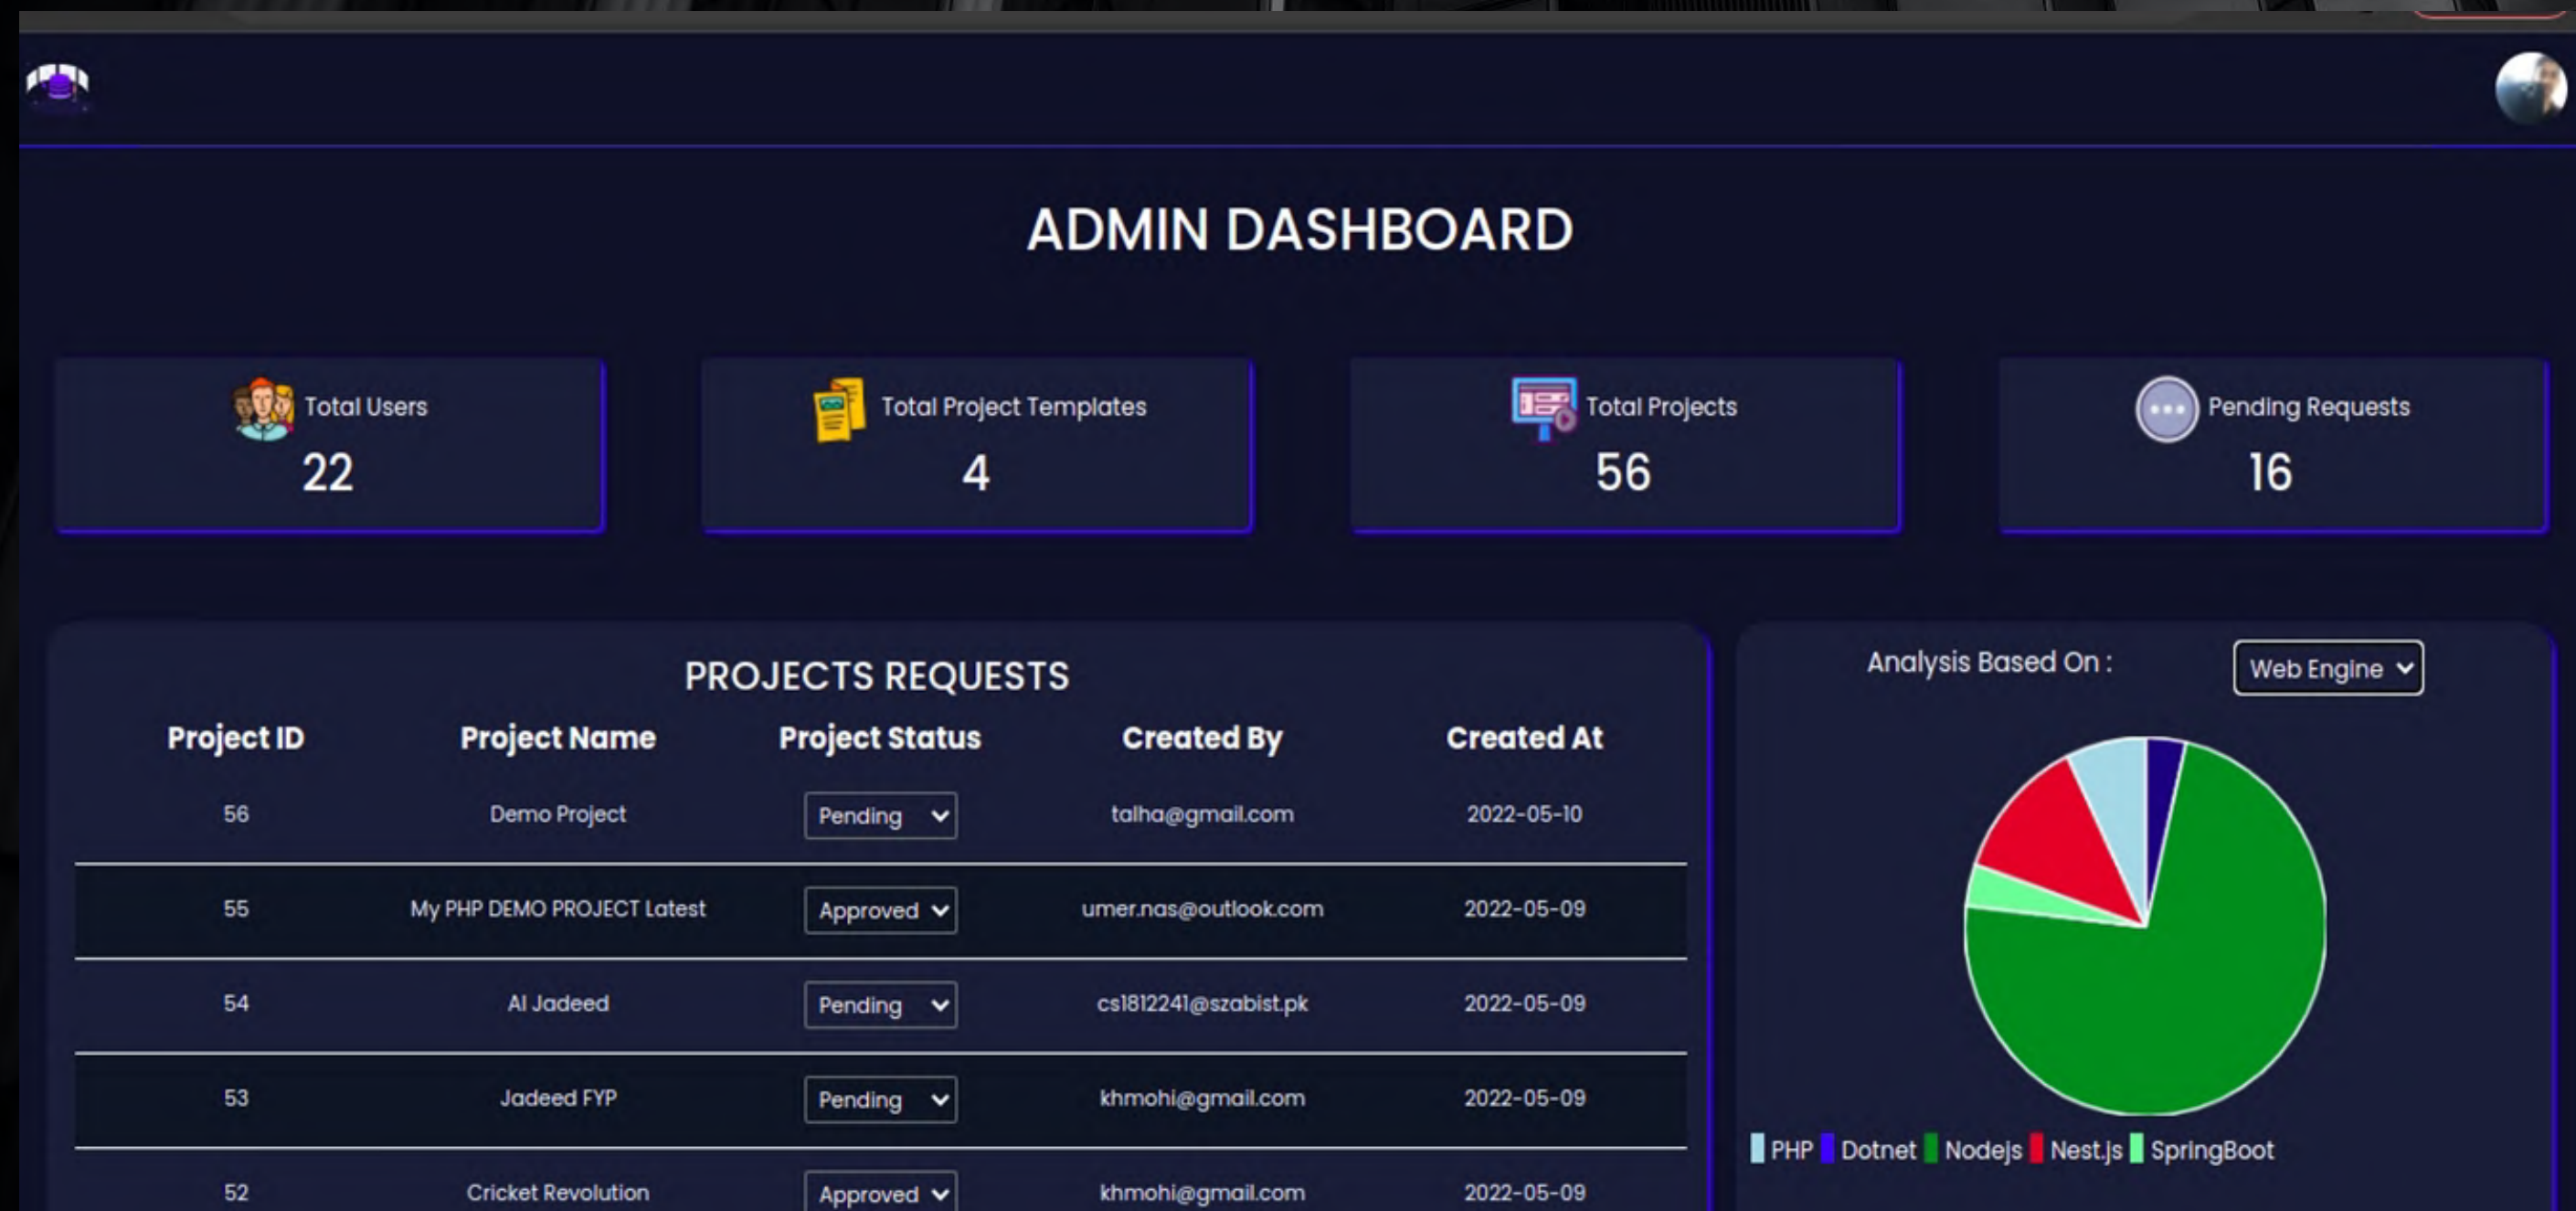 ADMIN DASHBOARD
Total Users
22
Total Project Templates
4
Total Projects
56
Pending Requests
16
PROJECTS REQUESTS
Project ID Project Name Project Status Created By Created At
56 Demo Project Pending talha@gmail.com 2022-05-10
55 My PHP DEMO PROJECT Latest Approved umer.nas@outlook.com 2022-05-09
54 Al Jadeed Pending cs1812241@szabist.pk 2022-05-09
53 Jadeed FYP Pending khmohi@gmail.com 2022-05-09
52 Cricket Revolution Approved khmohi@gmail.com 2022-05-09
Analysis Based On : Web Engine
PHP Dotnet Nodejs Nest.js SpringBoot